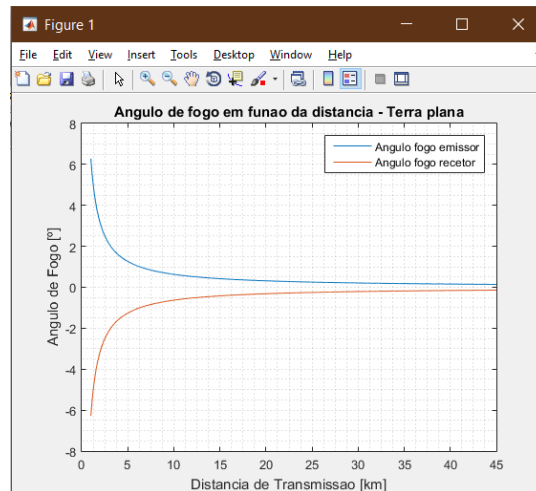 Figure 1
File Edit View Insert Tools Desktop Window Help
Angulo de fogo em funao da distancia - Terra plana
Angulo fogo emissor
Angulo fogo recetor
Angulo de Fogo [º]
8
6
4
2
0
-2
-4
-6
-8
0 5 10 15 20 25 30 35 40 45
Distancia de Transmissao [km]